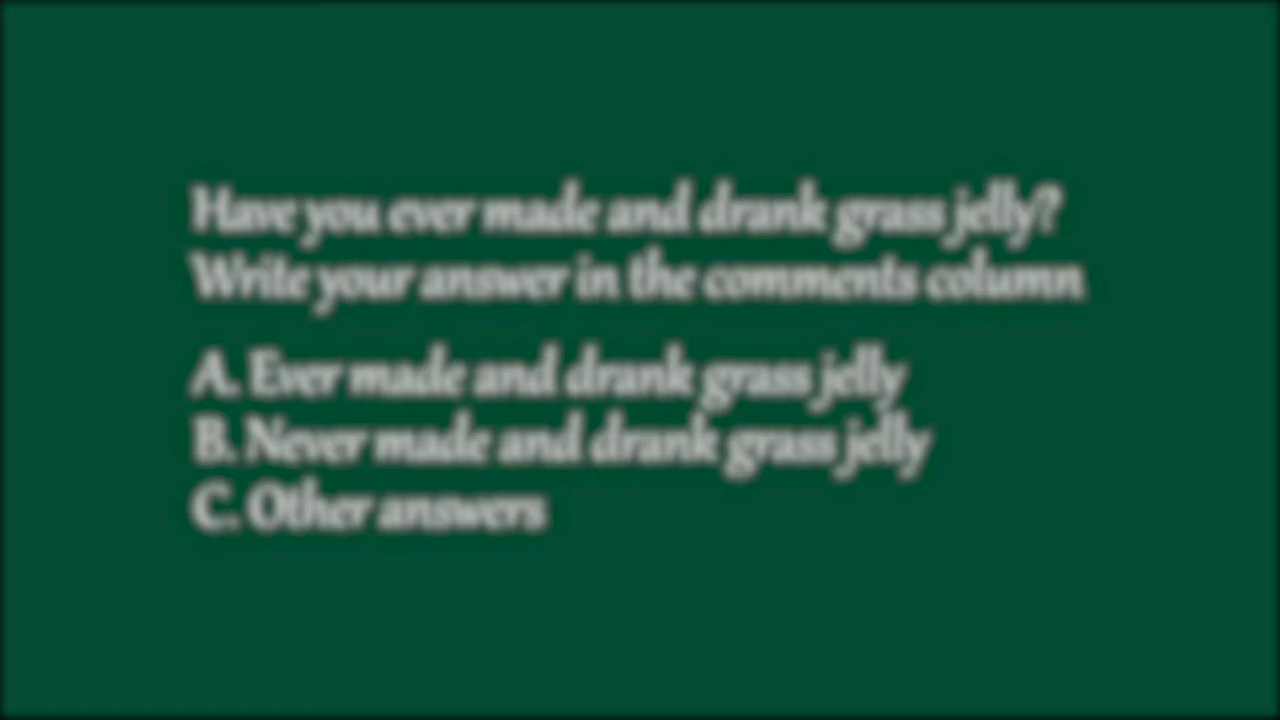 Have you ever made and drank grass jelly?
Write your answer in the comments column
A. Ever made and drank grass jelly
B. Never made and drank grass jelly
C. Other answers